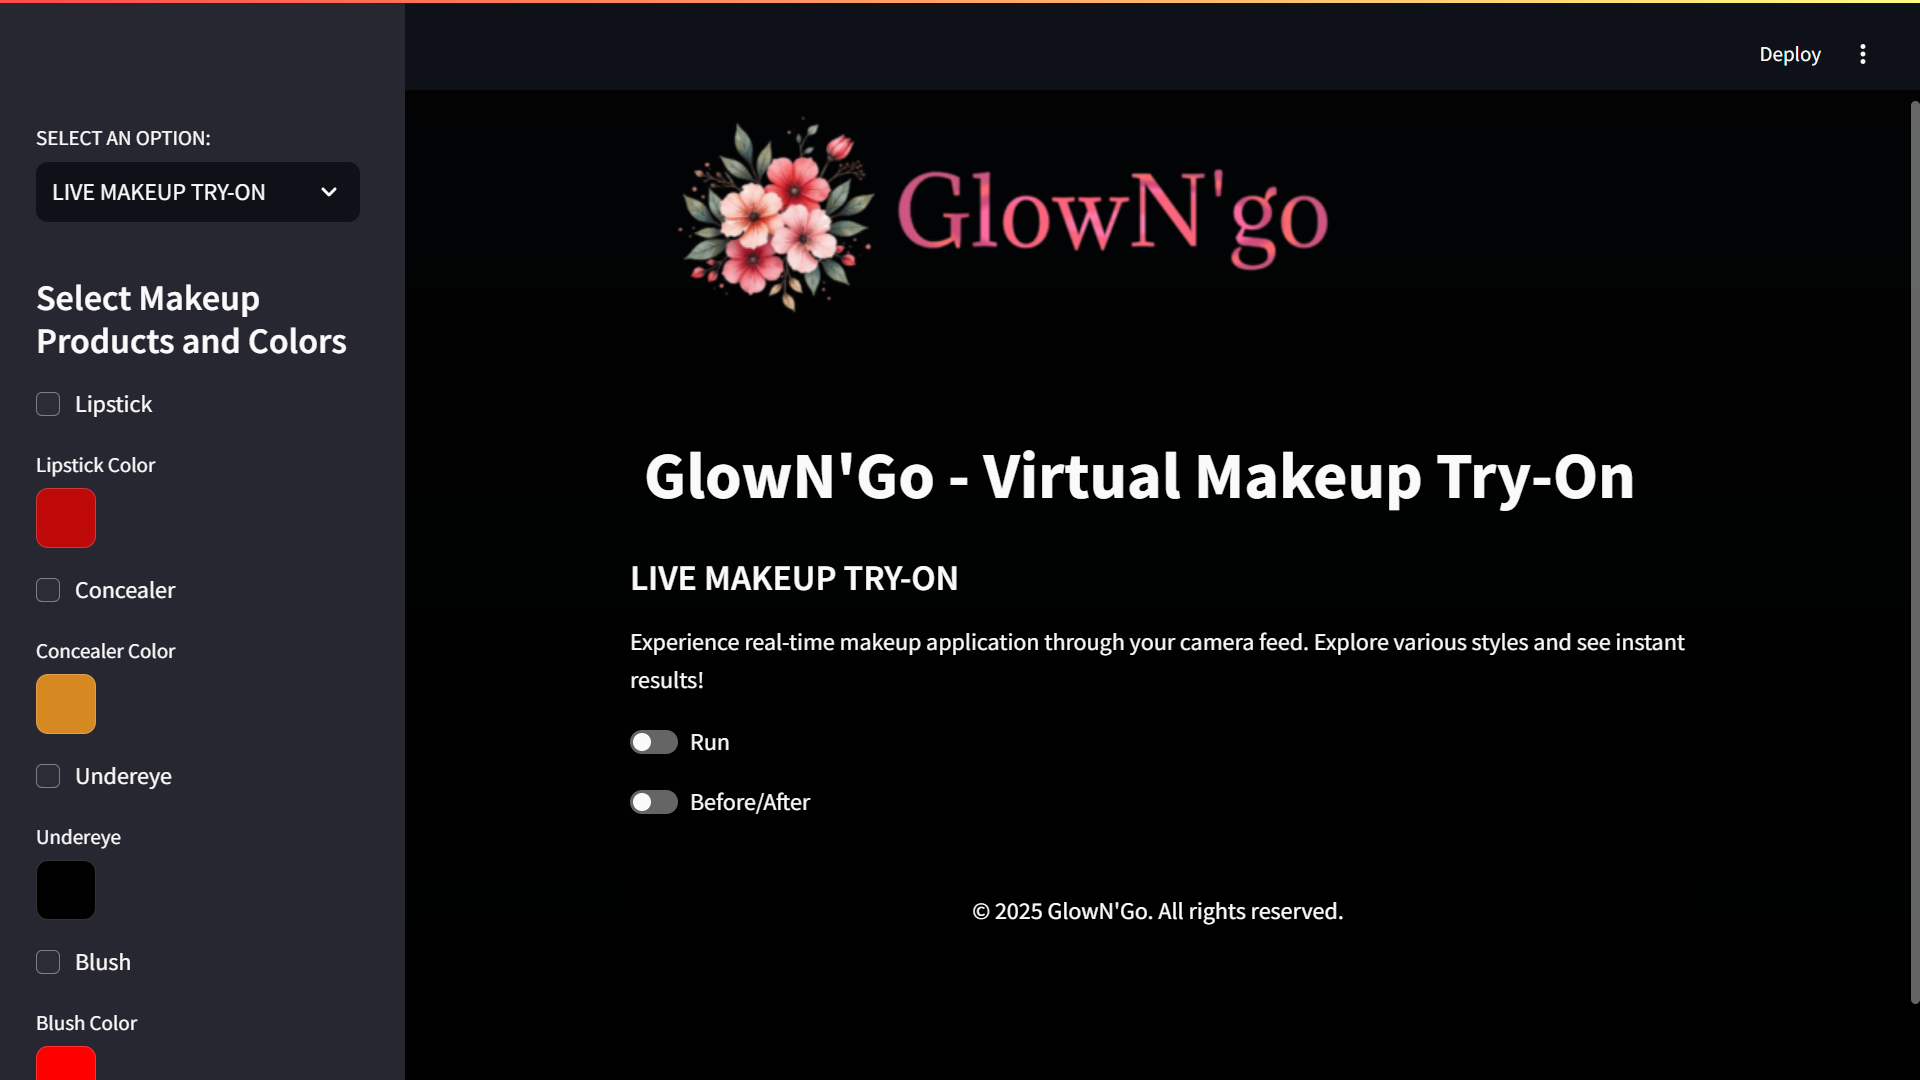 Deploy
SELECT AN OPTION:
LIVE MAKEUP TRY-ON
Select Makeup
Products and Colors
Lipstick
Lipstick Color
Concealer
Concealer Color
Undereye
Undereye
Blush
Blush Color
GlowN'go
GlowN'Go - Virtual Makeup Try-On
LIVE MAKEUP TRY-ON
Experience real-time makeup application through your camera feed. Explore various styles and see instant
results!
Run
Before/After
© 2025 GlowN'Go. All rights reserved.